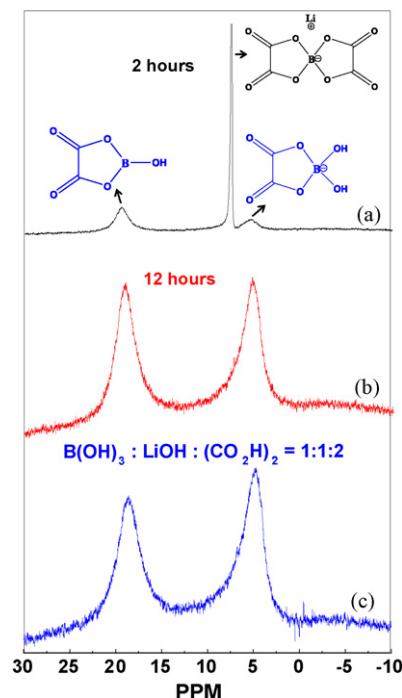 Li
⊕
2 hours
O
O
O
O
B⊖
O
O
O
O
O
O
B
OH
O
O
O
O
OH
B⊖
OH
O
O
(a)
12 hours
(b)
B(OH)₃ : LiOH : (CO₂H)₂ = 1:1:2
(c)
30 25 20 15 10 5 0 -5 -10
PPM